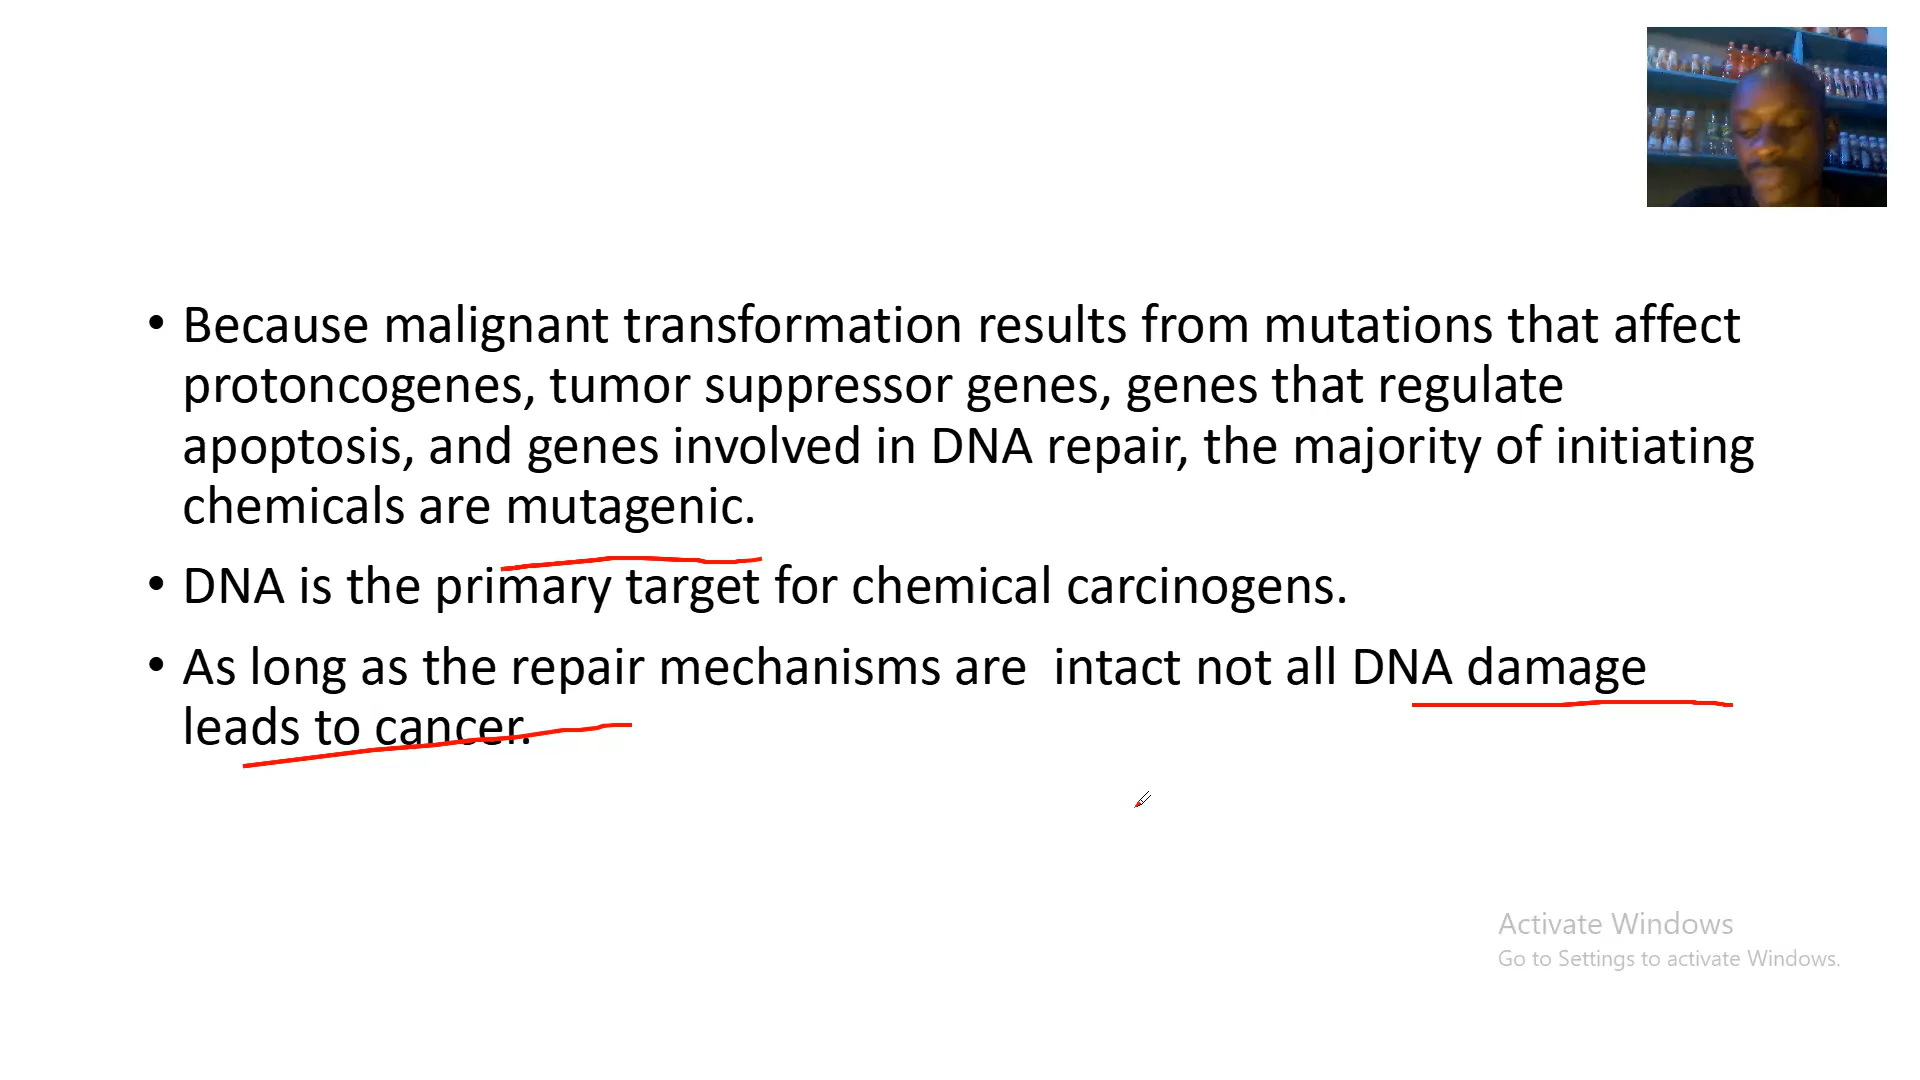 • Because malignant transformation results from mutations that affect
protoncogenes, tumor suppressor genes, genes that regulate
apoptosis, and genes involved in DNA repair, the majority of initiating
chemicals are mutagenic.
• DNA is the primary target for chemical carcinogens.
• As long as the repair mechanisms are  intact not all DNA damage
leads to cancer.
Activate Windows
Go to Settings to activate Windows.